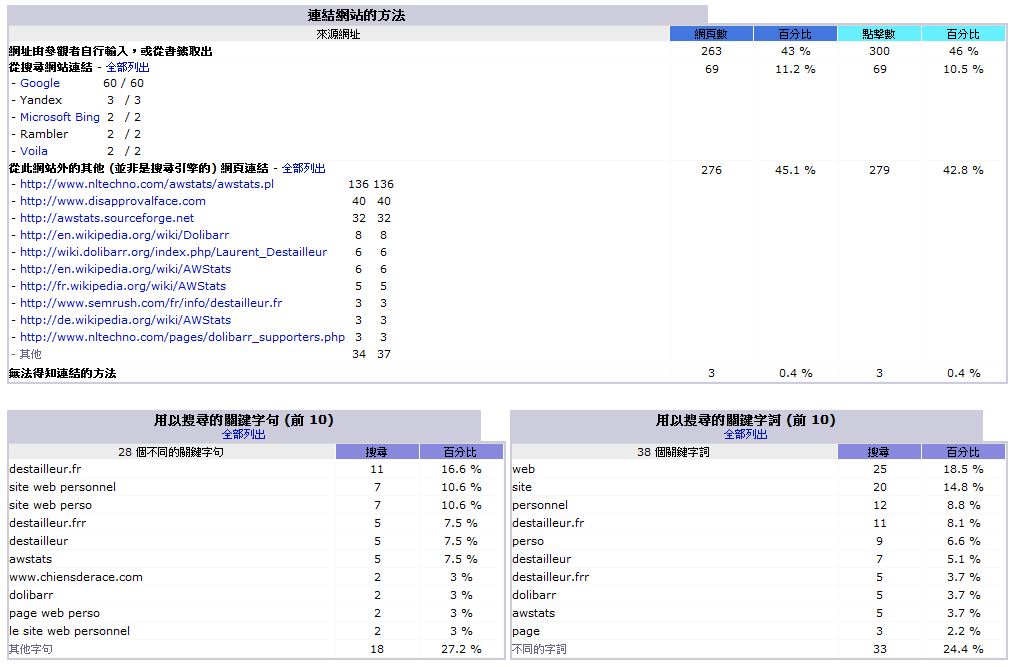 連結網站的方法
來源網址 網頁數 百分比 點擊數 百分比
網址由參觀者自行輸入，或從書籤取出 263 43 % 300 46 %
從搜尋網站連結 - 全部列出 69 11.2 % 69 10.5 %
- Google 60 / 60
- Yandex 3 / 3
- Microsoft Bing 2 / 2
- Rambler 2 / 2
- Voila 2 / 2
從此網站外的其他 (並非是搜尋引擎的) 網頁連結 - 全部列出 276 45.1 % 279 42.8 %
- http://www.nltechno.com/awstats/awstats.pl 136 136
- http://www.disapprovalface.com 40 40
- http://awstats.sourceforge.net 32 32
- http://en.wikipedia.org/wiki/Dolibarr 8 8
- http://wiki.dolibarr.org/index.php/Laurent_Destailleur 6 6
- http://en.wikipedia.org/wiki/AWStats 6 6
- http://fr.wikipedia.org/wiki/AWStats 5 5
- http://www.semrush.com/fr/info/destailleur.fr 3 3
- http://de.wikipedia.org/wiki/AWStats 3 3
- http://www.nltechno.com/pages/dolibarr_supporters.php 3 3
- 其他 34 37
無法得知連結的方法 3 0.4 % 3 0.4 %
用以搜尋的關鍵字句 (前 10)
全部列出
28 個不同的關鍵字句 搜尋 百分比
destailleur.fr 11 16.6 %
site web personnel 7 10.6 %
site web perso 7 10.6 %
destailleur.frr 5 7.5 %
destailleur 5 7.5 %
awstats 5 7.5 %
www.chiensderace.com 2 3 %
dolibarr 2 3 %
page web perso 2 3 %
le site web personnel 2 3 %
其他字句 18 27.2 %
用以搜尋的關鍵字詞 (前 10)
全部列出
38 個關鍵字詞 搜尋 百分比
web 25 18.5 %
site 20 14.8 %
personnel 12 8.8 %
destailleur.fr 11 8.1 %
perso 9 6.6 %
destailleur 7 5.1 %
destailleur.frr 5 3.7 %
dolibarr 5 3.7 %
awstats 5 3.7 %
page 3 2.2 %
不同的字詞 33 24.4 %